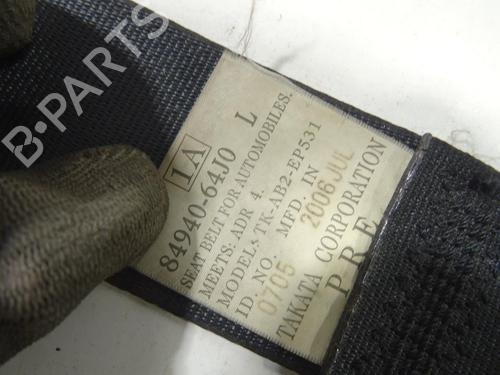 1A
84940-64J0 L
SEAT BELT FOR AUTOMOBILES.
MEETS: ADR 4.
MODEL: TK-AB2-EP531
ID. NO. MFD. IN
0705 2006 JUL
TAKATA CORPORATION
P R E
B-PARTS